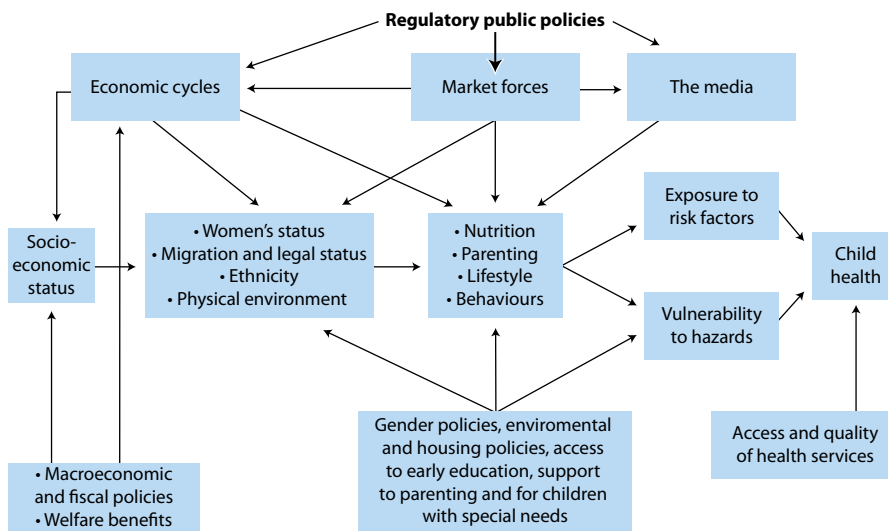 Regulatory public policies
Economic cycles
Market forces
The media
Exposure to
risk factors
Socio-
economic
status
• Women's status
• Migration and legal status
• Ethnicity
• Physical environment
• Nutrition
• Parenting
• Lifestyle
• Behaviours
Child
health
Vulnerability
to hazards
Gender policies, enviromental
and housing policies, access
to early education, support
to parenting and for children
with special needs
Access and quality
of health services
• Macroeconomic
and fiscal policies
• Welfare benefits